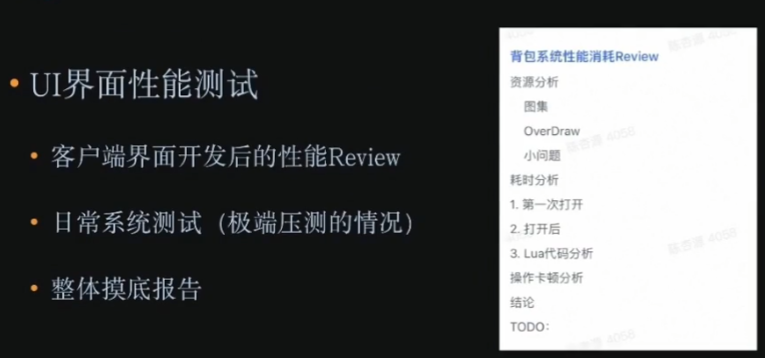 UI界面性能测试
客户端界面开发后的性能Review
日常系统测试（极端压测的情况）
整体摸底报告
背包系统性能消耗Review
资源分析
图集
OverDraw
小问题
耗时分析
1. 第一次打开
2. 打开后
3. Lua代码分析
操作卡顿分析
结论
TODO：